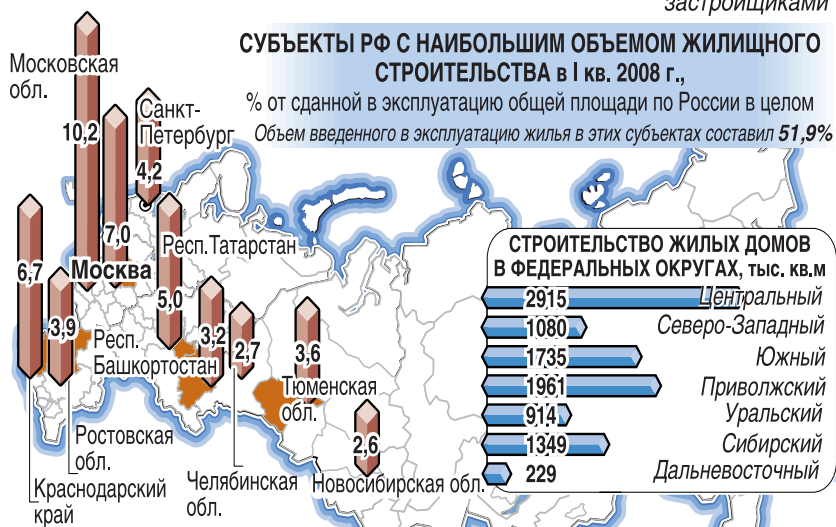 застройщиками
СУБЪЕКТЫ РФ С НАИБОЛЬШИМ ОБЪЕМОМ ЖИЛИЩНОГО
СТРОИТЕЛЬСТВА в I кв. 2008 г.,
% от сданной в эксплуатацию общей площади по России в целом
Объем введенного в эксплуатацию жилья в этих субъектах составил 51,9%
Московская
обл.
10,2
Санкт-
Петербург
4,2
7,0
Москва
6,7
3,9
Респ.Татарстан
5,0
Респ.
Башкортостан
3,2
2,7
3,6
Тюменская
обл.
2,6
Ростовская
обл.
Краснодарский
край
Челябинская
обл.
Новосибирская обл.
СТРОИТЕЛЬСТВО ЖИЛЫХ ДОМОВ
В ФЕДЕРАЛЬНЫХ ОКРУГАХ, тыс. кв.м
2915 Центральный
1080 Северо-Западный
1735 Южный
1961 Приволжский
914 Уральский
1349 Сибирский
229 Дальневосточный